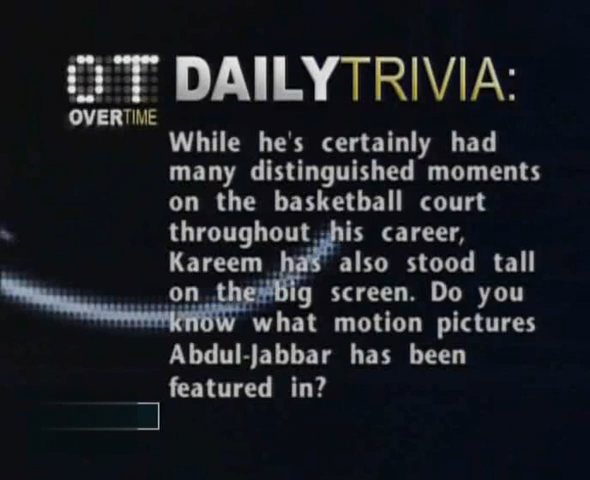 OT DAILYTRIVIA:
OVERTIME
While he's certainly had
many distinguished moments
on the basketball court
throughout his career,
Kareem has also stood tall
on the big screen. Do you
know what motion pictures
Abdul-Jabbar has been
featured in?